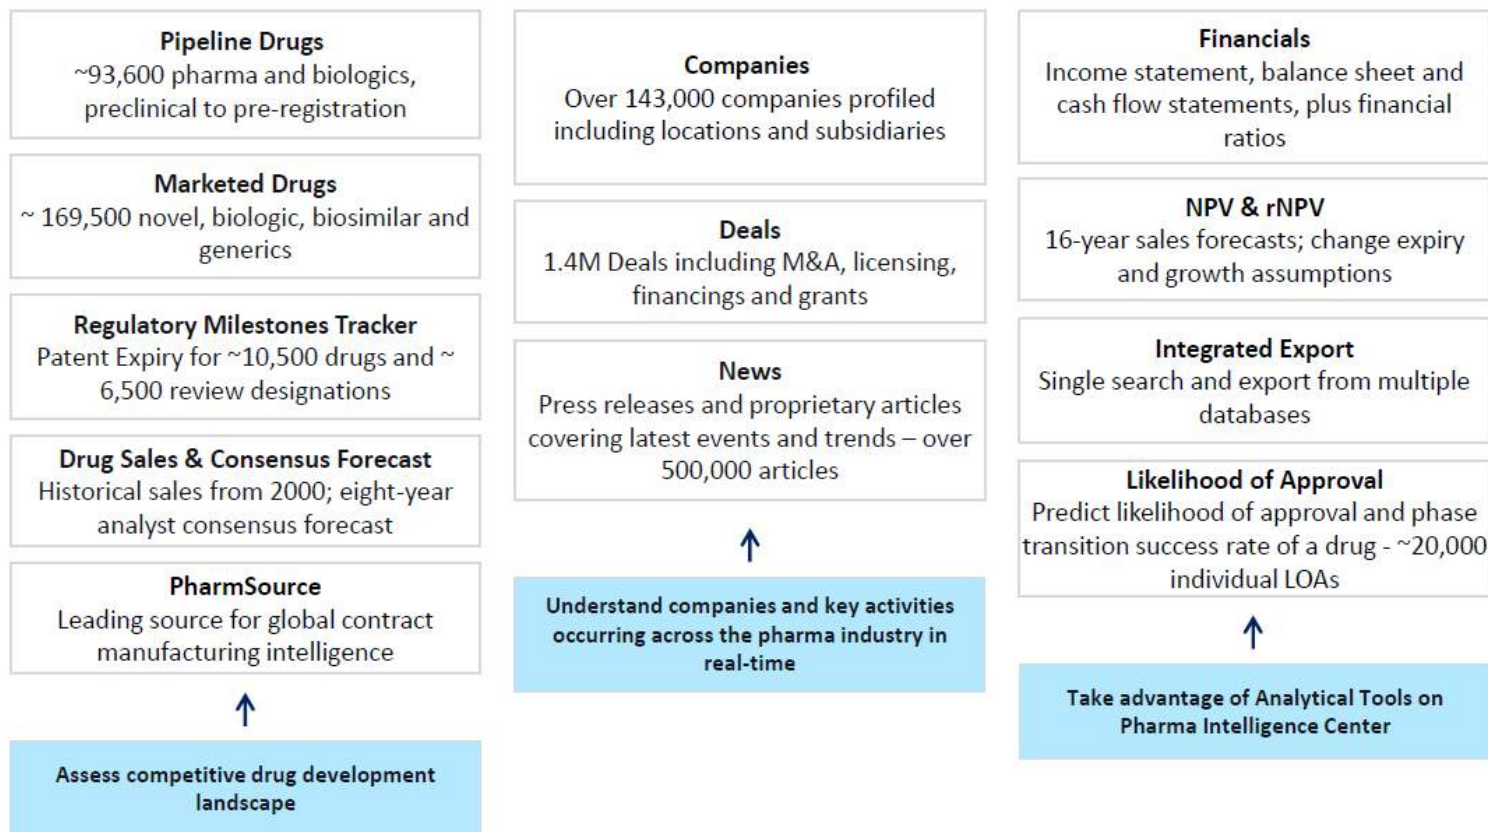 Pipeline Drugs
~93,600 pharma and biologics,
preclinical to pre-registration
Marketed Drugs
~ 169,500 novel, biologic, biosimilar and
generics
Regulatory Milestones Tracker
Patent Expiry for ~10,500 drugs and ~
6,500 review designations
Drug Sales & Consensus Forecast
Historical sales from 2000; eight-year
analyst consensus forecast
PharmSource
Leading source for global contract
manufacturing intelligence
Assess competitive drug development
landscape
Companies
Over 143,000 companies profiled
including locations and subsidiaries
Deals
1.4M Deals including M&A, licensing,
financings and grants
News
Press releases and proprietary articles
covering latest events and trends – over
500,000 articles
Understand companies and key activities
occurring across the pharma industry in
real-time
Financials
Income statement, balance sheet and
cash flow statements, plus financial
ratios
NPV & rNPV
16-year sales forecasts; change expiry
and growth assumptions
Integrated Export
Single search and export from multiple
databases
Likelihood of Approval
Predict likelihood of approval and phase
transition success rate of a drug - ~20,000
individual LOAs
Take advantage of Analytical Tools on
Pharma Intelligence Center